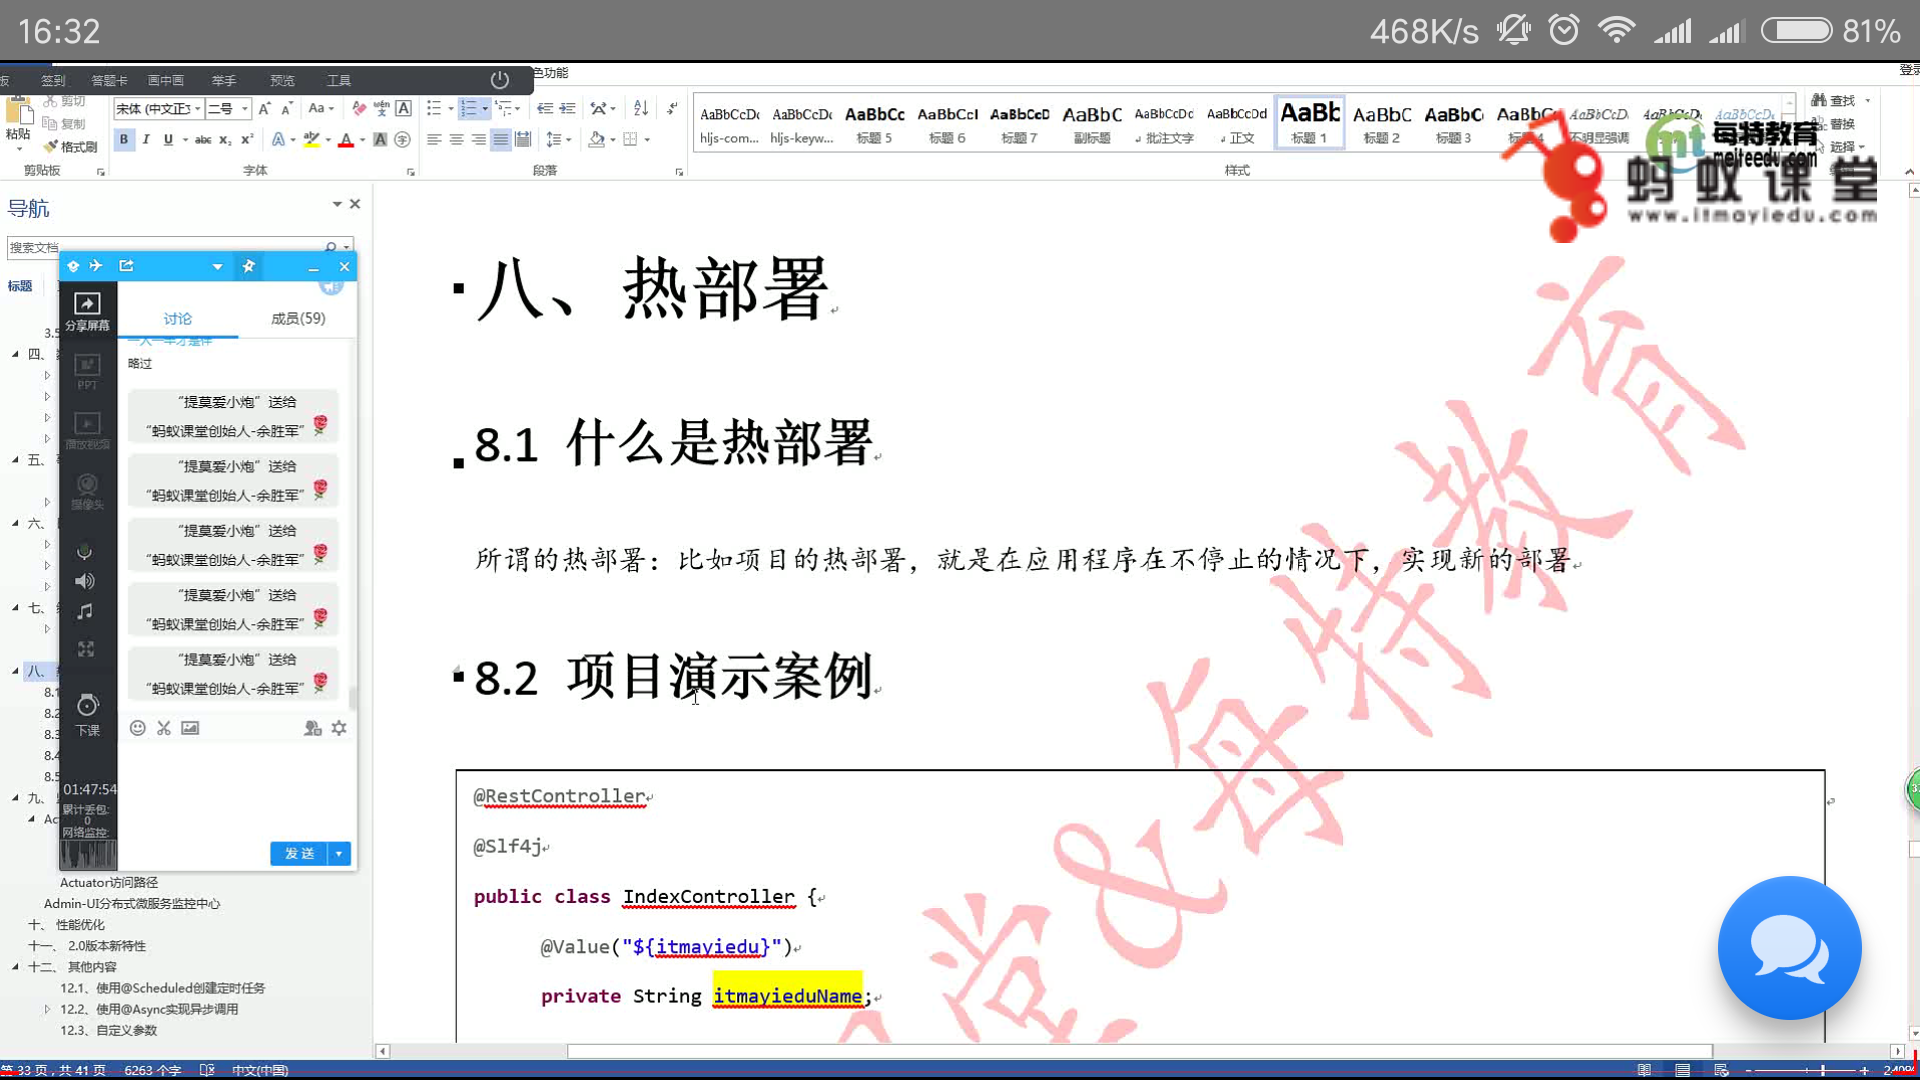 16:32
468K/s
81%
签到 答题卡 画中画 举手 预览 工具
色功能
剪切
复制
粘贴
格式刷
剪贴板
宋体 (中文正文
二号
字体
段落
AaBbCcDc AaBbCcDc AaBbCc AaBbCcI AaBbCcD AaBbC AaBbCcDc AaBbCcDd AaBb AaBbC AaBbC
hljs-com... hljs-keyw... 标题 5 标题 6 标题 7 副标题 批注文字 正文 标题 1 标题 2 标题 3
不明显强调
样式
查找
替换
选择
每特教育
meiteedu.com
蚂蚁课堂
www.itmayiedu.com
导航
搜索文档
标题
分享屏幕
PPT
播放视频
摄像头
下课
01:47:54
累计丢包:
0
网络监控:
讨论
成员(59)
略过
“提莫爱小炮”送给
“蚂蚁课堂创始人-余胜军”
“提莫爱小炮”送给
“蚂蚁课堂创始人-余胜军”
“提莫爱小炮”送给
“蚂蚁课堂创始人-余胜军”
“提莫爱小炮”送给
“蚂蚁课堂创始人-余胜军”
“提莫爱小炮”送给
“蚂蚁课堂创始人-余胜军”
发送
四、
五、
六、
七、
八、
8.1
8.2
8.3
8.4
8.5
九、
Actuator访问路径
Admin-UI分布式微服务监控中心
十、 性能优化
十一、 2.0版本新特性
十二、 其他内容
12.1、使用@Scheduled创建定时任务
12.2、使用@Async实现异步调用
12.3、自定义参数
八、热部署
8.1 什么是热部署
所谓的热部署：比如项目的热部署，就是在应用程序在不停止的情况下，实现新的部署
8.2 项目演示案例
@RestController
@Slf4j
public class IndexController {
@Value("${itmayiedu}")
private String itmayieduName;
堂&每特教育
第 33 页，共 41 页 6263 个字 中文(中国)
240%